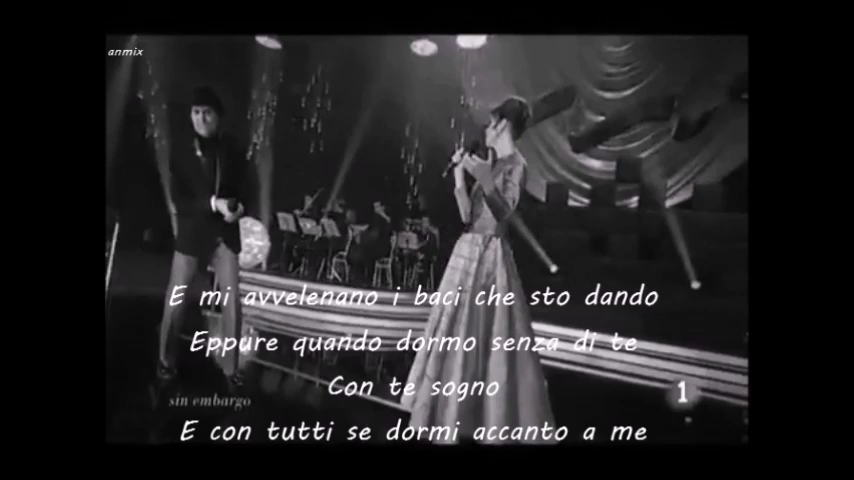 anmix
E mi avvelenano i baci che sto dando
Eppure quando dormo senza di te
Con te sogno
sin embargo
1
E con tutti se dormi accanto a me